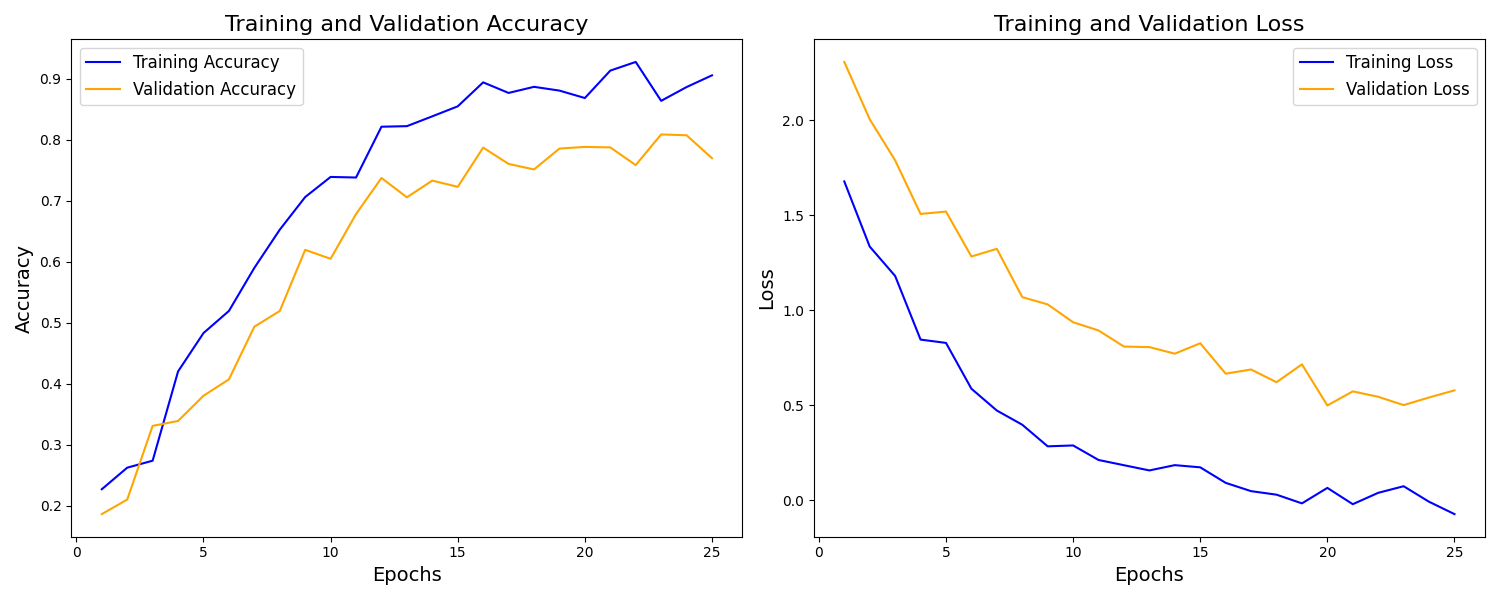 Training and Validation Accuracy
Training Accuracy
Validation Accuracy
0.9
0.8
0.7
0.6
0.5
0.4
0.3
0.2
Accuracy
0 5 10 15 20 25
Epochs
Training and Validation Loss
Training Loss
Validation Loss
2.0
1.5
1.0
0.5
0.0
Loss
0 5 10 15 20 25
Epochs